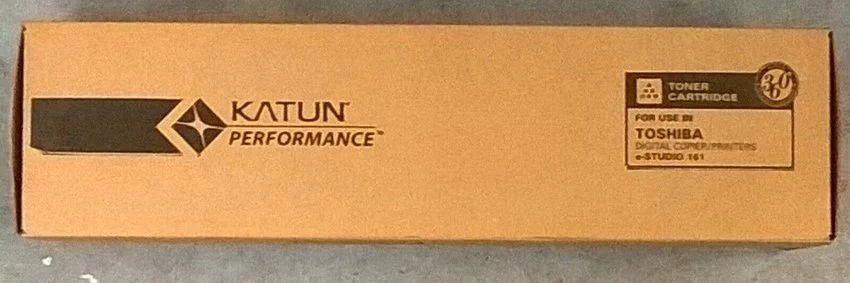 KATUN
PERFORMANCE™
TONER
CARTRIDGE
360
FOR USE IN
TOSHIBA
DIGITAL COPIER/PRINTERS
e-STUDIO 161